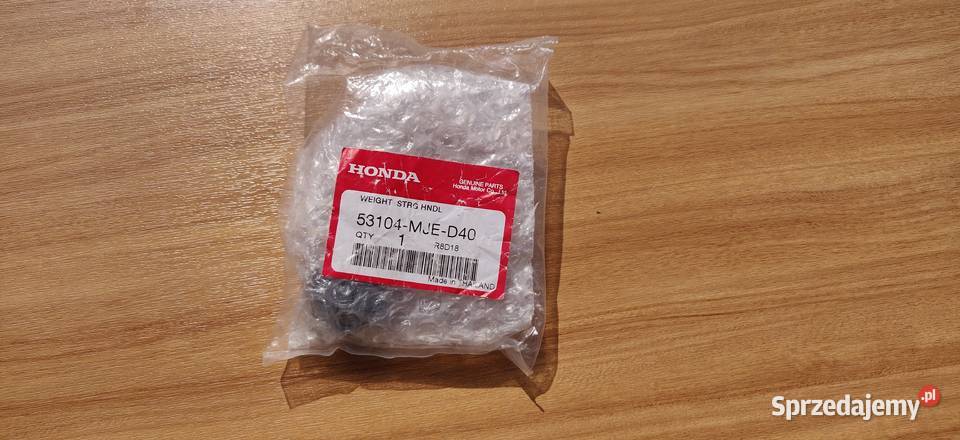 HONDA
GENUINE PARTS
Honda Motor Co., Ltd.
WEIGHT STRG HNDL
53104-MJE-D40
QTY 1 R8D18
Made in THAILAND
Sprzedajemy.pl